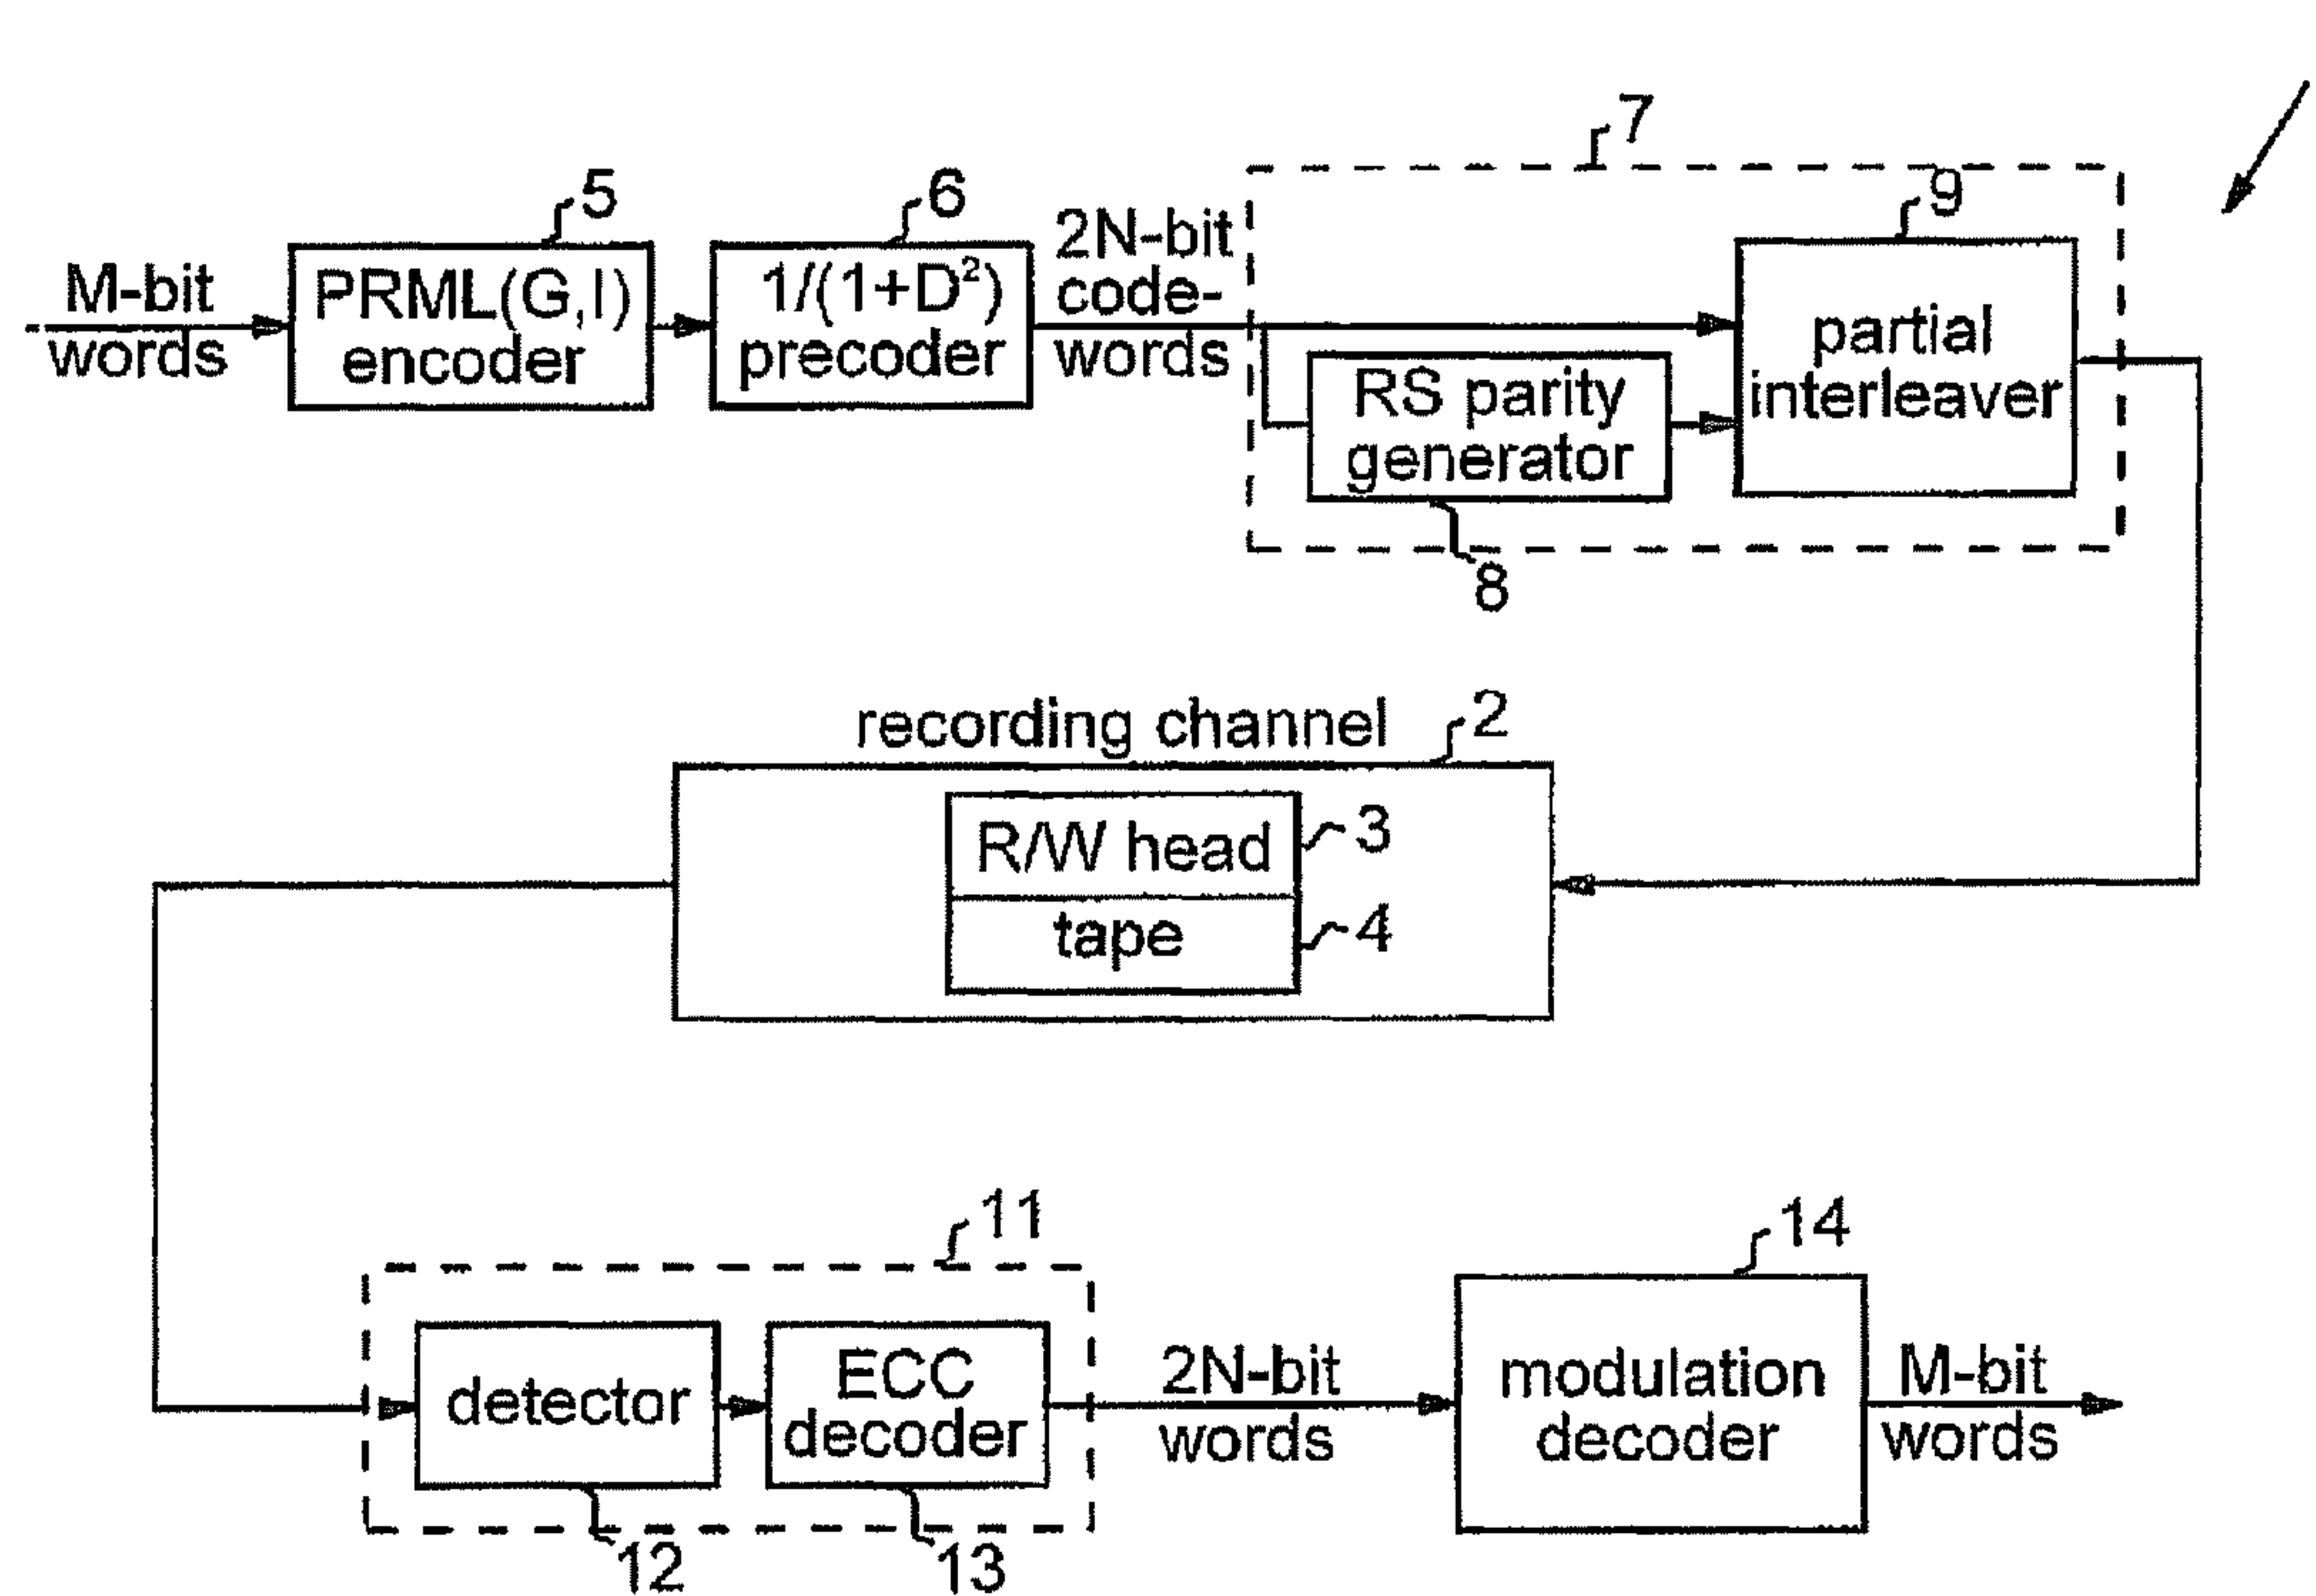 7
5
6
9
M-bit
words
PRML(G,I)
encoder
1/(1+D²)
precoder
2N-bit
code-
words
RS parity
generator
partial
interleaver
8
recording channel
2
R/W head
3
tape
4
11
14
detector
ECC
decoder
2N-bit
words
modulation
decoder
M-bit
words
12
13